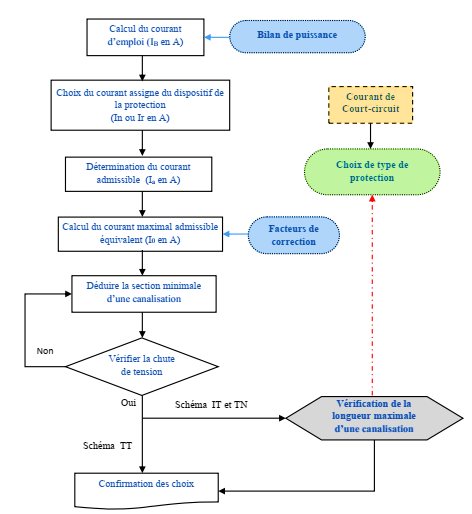 Calcul du courant
d'emploi (IB en A)
Bilan de puissance
Choix du courant assigne du dispositif de
la protection
(In ou Ir en A)
Courant de
Court-circuit
Choix de type de
protection
Détermination du courant
admissible (Ia en A)
Calcul du courant maximal admissible
équivalent (I0 en A)
Facteurs de
correction
Déduire la section minimale
d'une canalisation
Non
Vérifier la chute
de tension
Oui
Schéma IT et TN
Vérification de la
longueur maximale
d'une canalisation
Schéma TT
Confirmation des choix